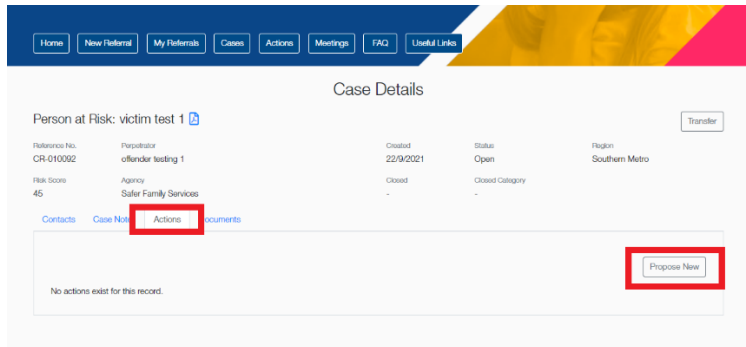 Home New Referral My Referrals Cases Actions Meetings FAQ Useful Links
Case Details
Person at Risk: victim test 1
Transfer
Reference No. Perpetrator Created Status Region
CR-010092 offender testing 1 22/9/2021 Open Southern Metro
Risk Score Agency Closed Closed Category
45 Safer Family Services - -
Contacts Case Note Actions ocuments
Propose New
No actions exist for this record.